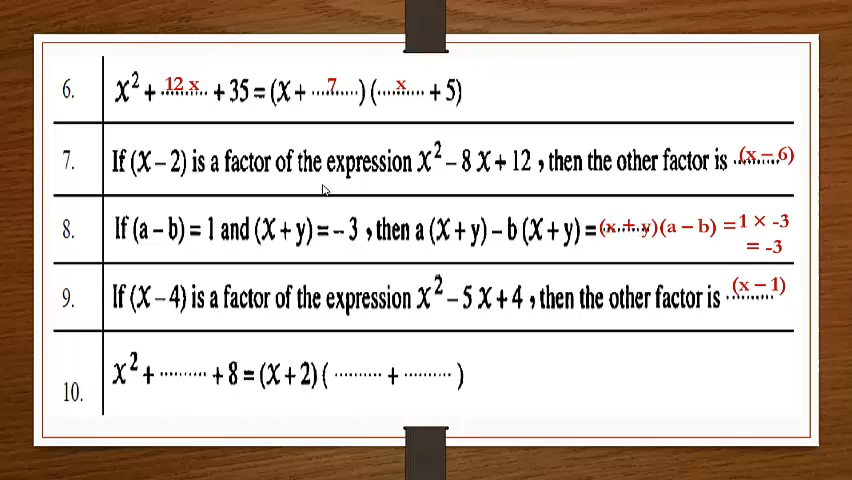 6. x² + 12 x + 35 = (x + 7) (x + 5)
7. If (x – 2) is a factor of the expression x² – 8 x + 12 , then the other factor is (x – 6)
8. If (a – b) = 1 and (x + y) = – 3 , then a (x + y) – b (x + y) = (x + y)(a – b) = 1 × -3
= -3
9. If (x – 4) is a factor of the expression x² – 5 x + 4 , then the other factor is (x – 1)
10. x² + ......... + 8 = (x + 2) ( ......... + ......... )